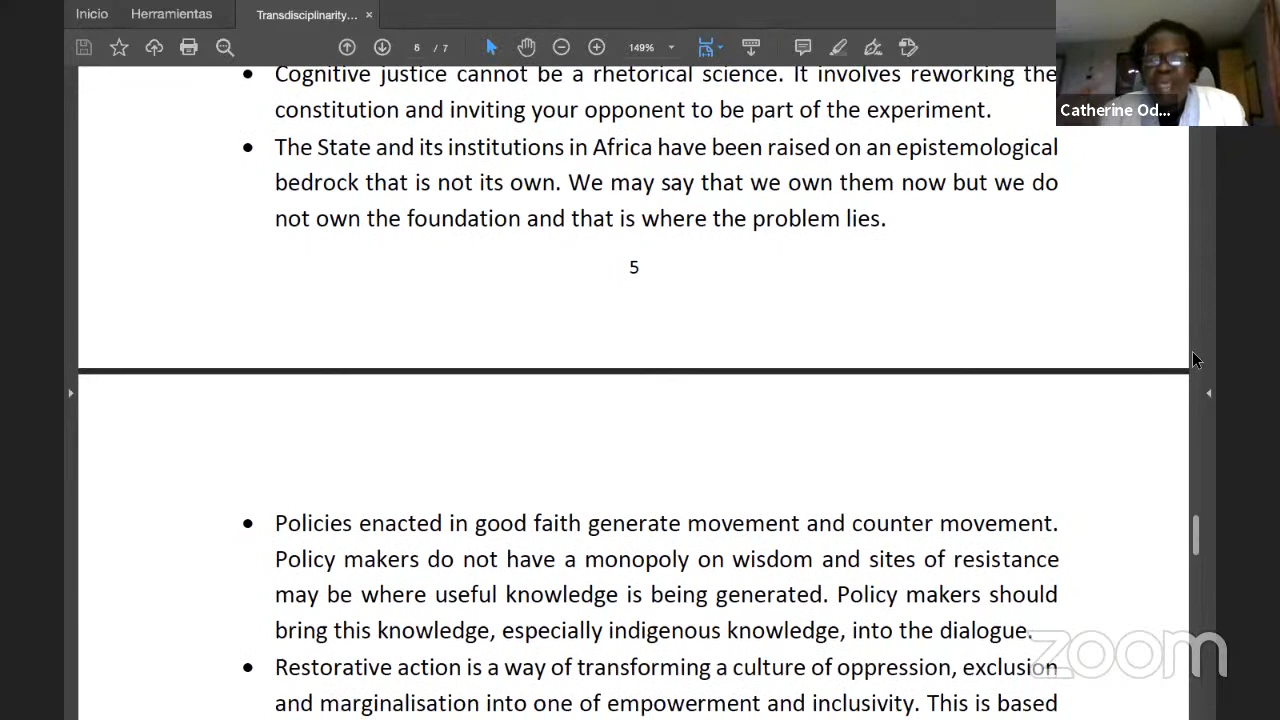 Inicio
Herramientas
Transdisciplinarity...
6 / 7
149%
Cognitive justice cannot be a rhetorical science. It involves reworking the
constitution and inviting your opponent to be part of the experiment.
Catherine Od...
The State and its institutions in Africa have been raised on an epistemological
bedrock that is not its own. We may say that we own them now but we do
not own the foundation and that is where the problem lies.
5
Policies enacted in good faith generate movement and counter movement.
Policy makers do not have a monopoly on wisdom and sites of resistance
may be where useful knowledge is being generated. Policy makers should
bring this knowledge, especially indigenous knowledge, into the dialogue.
Restorative action is a way of transforming a culture of oppression, exclusion
and marginalisation into one of empowerment and inclusivity. This is based
zoom